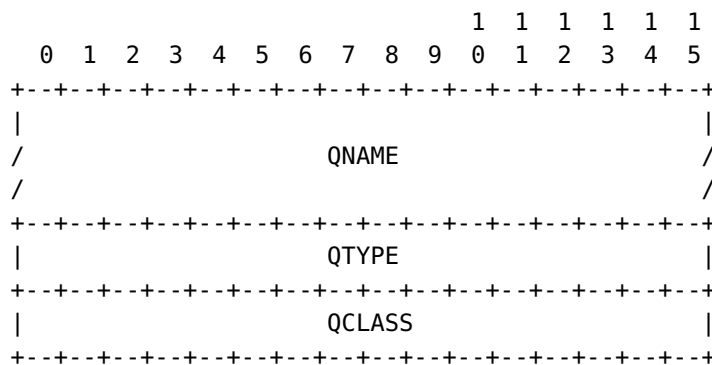 1  1  1  1  1  1
  0  1  2  3  4  5  6  7  8  9  0  1  2  3  4  5
+--+--+--+--+--+--+--+--+--+--+--+--+--+--+--+--+
|                                               |
/                     QNAME                     /
/                                               /
+--+--+--+--+--+--+--+--+--+--+--+--+--+--+--+--+
|                     QTYPE                     |
+--+--+--+--+--+--+--+--+--+--+--+--+--+--+--+--+
|                     QCLASS                    |
+--+--+--+--+--+--+--+--+--+--+--+--+--+--+--+--+